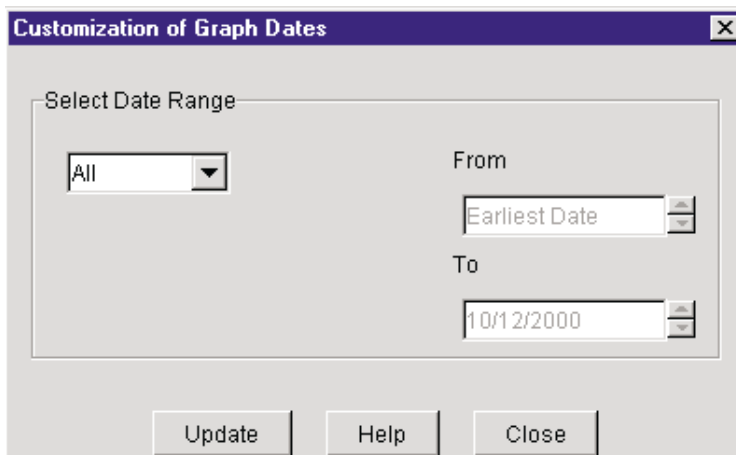 Customization of Graph Dates
Select Date Range
All
From
Earliest Date
To
10/12/2000
Update Help Close